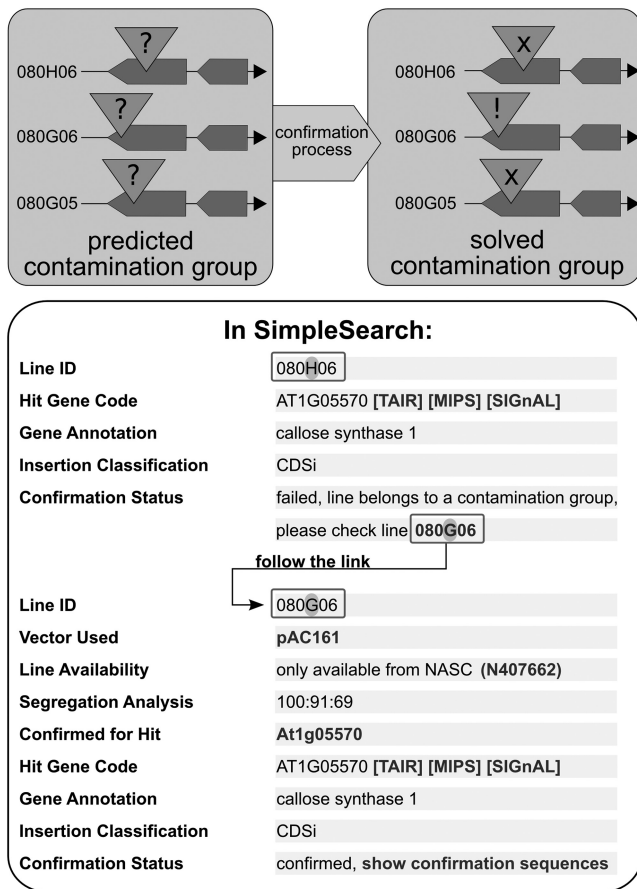 ?
080H06
?
080G06
?
080G05
predicted
contamination group
confirmation
process
x
080H06
!
080G06
x
080G05
solved
contamination group
In SimpleSearch:
Line ID 080H06
Hit Gene Code AT1G05570 [TAIR] [MIPS] [SIGnAL]
Gene Annotation callose synthase 1
Insertion Classification CDSi
Confirmation Status failed, line belongs to a contamination group,
please check line 080G06
follow the link
Line ID 080G06
Vector Used pAC161
Line Availability only available from NASC (N407662)
Segregation Analysis 100:91:69
Confirmed for Hit At1g05570
Hit Gene Code AT1G05570 [TAIR] [MIPS] [SIGnAL]
Gene Annotation callose synthase 1
Insertion Classification CDSi
Confirmation Status confirmed, show confirmation sequences